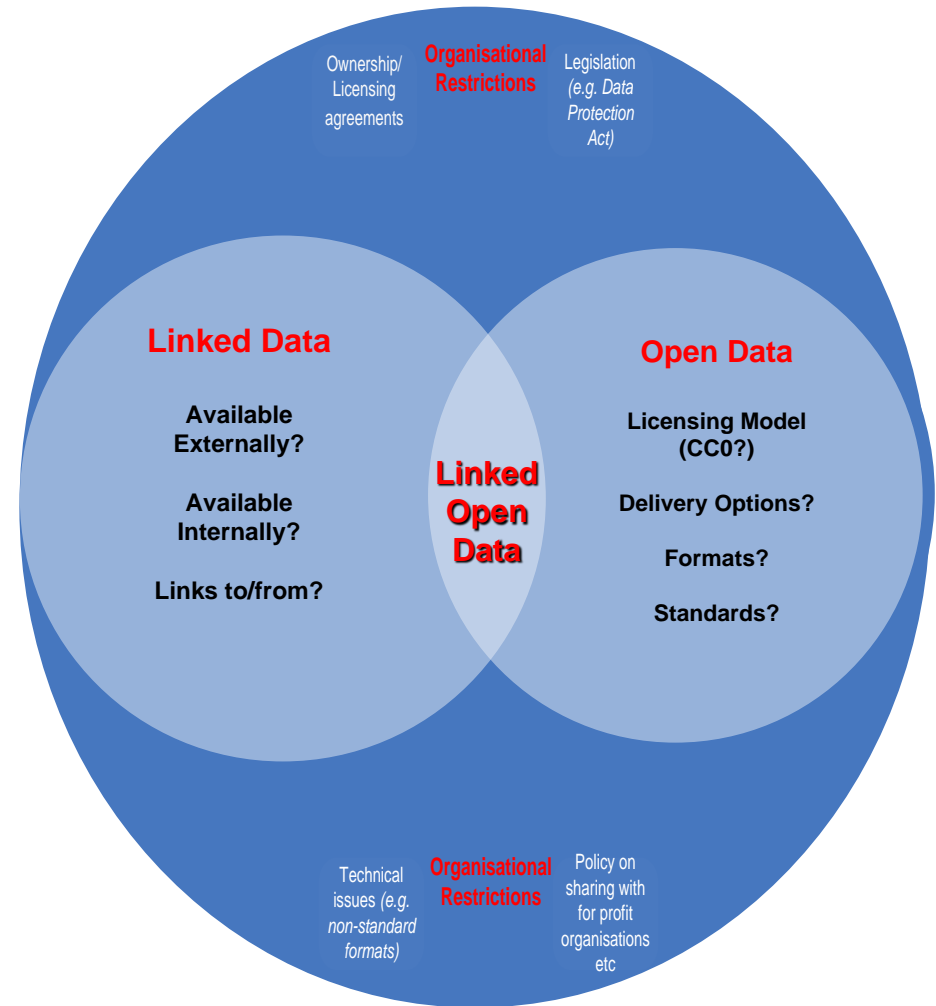 Ownership/
Licensing
agreements
Organisational
Restrictions
Legislation
(e.g. Data
Protection
Act)
Linked Data
Available
Externally?
Available
Internally?
Links to/from?
Linked
Open
Data
Open Data
Licensing Model
(CC0?)
Delivery Options?
Formats?
Standards?
Technical
issues (e.g.
non-standard
formats)
Organisational
Restrictions
Policy on
sharing with
for profit
organisations
etc